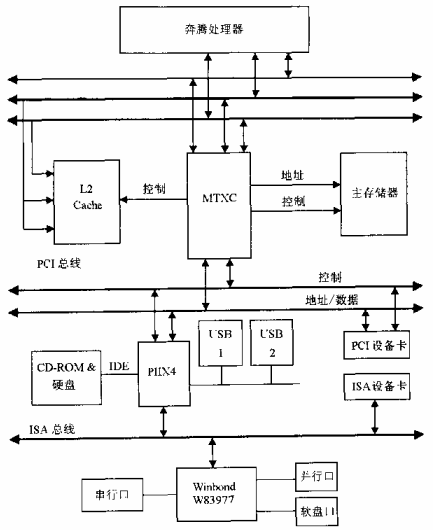 奔腾处理器
L2
Cache
控制
MTXC
地址
控制
主存储器
PCI 总线
控制
地址/数据
USB
1
USB
2
PCI 设备卡
CD-ROM &
硬盘
IDE
PIIX4
ISA 设备卡
ISA 总线
串行口
Winbond
W83977
并行口
软盘口